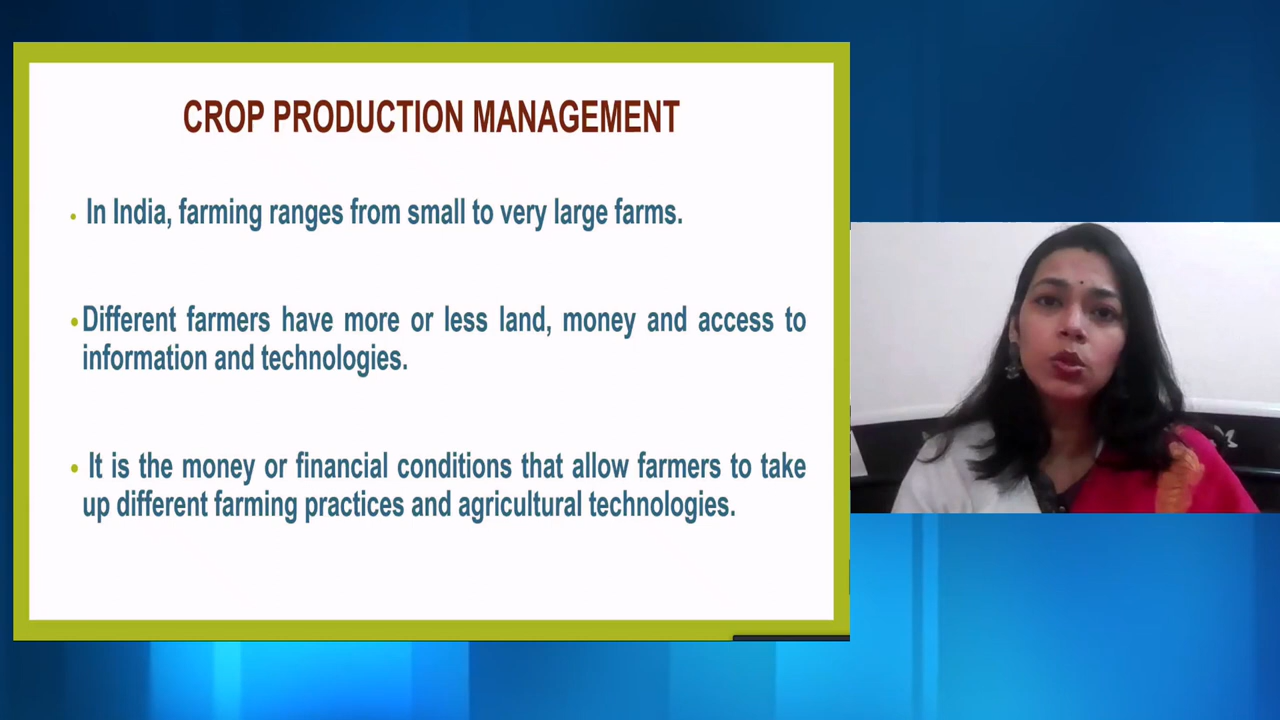 CROP PRODUCTION MANAGEMENT
• In India, farming ranges from small to very large farms.
•Different farmers have more or less land, money and access to
information and technologies.
• It is the money or financial conditions that allow farmers to take
up different farming practices and agricultural technologies.